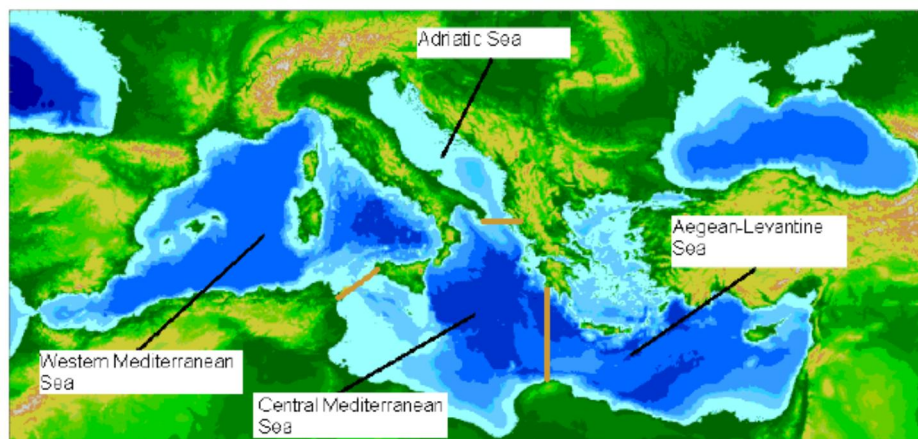 Adriatic Sea
Aegean-Levantine
Sea
Western Mediterranean
Sea
Central Mediterranean
Sea